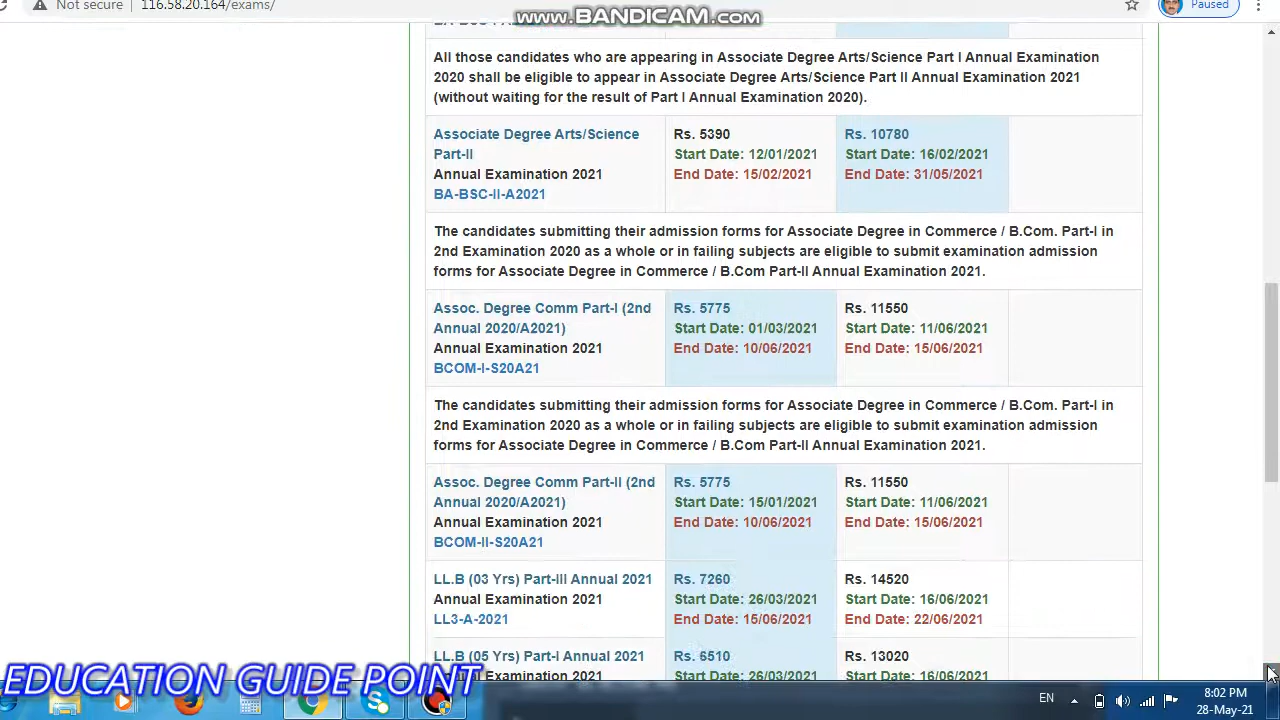 Not secure
116.58.20.164/exams/
www.BANDICAM.com
Paused
All those candidates who are appearing in Associate Degree Arts/Science Part I Annual Examination
2020 shall be eligible to appear in Associate Degree Arts/Science Part II Annual Examination 2021
(without waiting for the result of Part I Annual Examination 2020).
Associate Degree Arts/Science
Part-II
Annual Examination 2021
BA-BSC-II-A2021
Rs. 5390
Start Date: 12/01/2021
End Date: 15/02/2021
Rs. 10780
Start Date: 16/02/2021
End Date: 31/05/2021
The candidates submitting their admission forms for Associate Degree in Commerce / B.Com. Part-I in
2nd Examination 2020 as a whole or in failing subjects are eligible to submit examination admission
forms for Associate Degree in Commerce / B.Com Part-II Annual Examination 2021.
Assoc. Degree Comm Part-I (2nd
Annual 2020/A2021)
Annual Examination 2021
BCOM-I-S20A21
Rs. 5775
Start Date: 01/03/2021
End Date: 10/06/2021
Rs. 11550
Start Date: 11/06/2021
End Date: 15/06/2021
The candidates submitting their admission forms for Associate Degree in Commerce / B.Com. Part-I in
2nd Examination 2020 as a whole or in failing subjects are eligible to submit examination admission
forms for Associate Degree in Commerce / B.Com Part-II Annual Examination 2021.
Assoc. Degree Comm Part-II (2nd
Annual 2020/A2021)
Annual Examination 2021
BCOM-II-S20A21
Rs. 5775
Start Date: 15/01/2021
End Date: 10/06/2021
Rs. 11550
Start Date: 11/06/2021
End Date: 15/06/2021
LL.B (03 Yrs) Part-III Annual 2021
Annual Examination 2021
LL3-A-2021
Rs. 7260
Start Date: 26/03/2021
End Date: 15/06/2021
Rs. 14520
Start Date: 16/06/2021
End Date: 22/06/2021
LL.B (05 Yrs) Part-I Annual 2021
Rs. 6510
Start Date: 26/03/2021
Rs. 13020
Start Date: 16/06/2021
EDUCATION GUIDE POINT
EN
8:02 PM
28-May-21